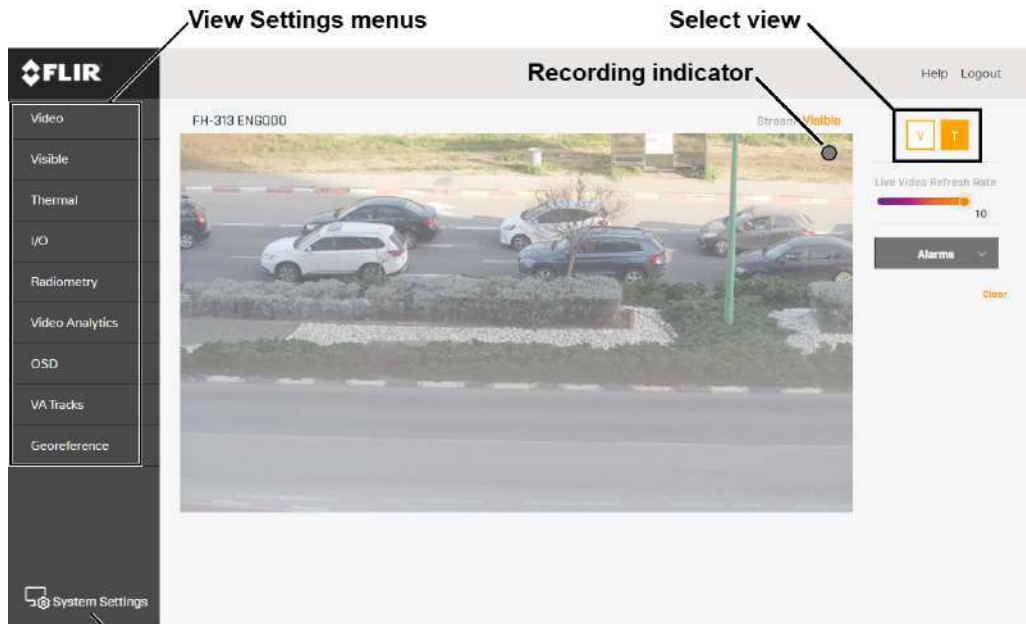 View Settings menus
Select view
Recording indicator
FLIR
Help Logout
Video
Visible
Thermal
I/O
Radiometry
Video Analytics
OSD
VA Tracks
Georeference
System Settings
FH-313 ENGOOO
Stream: Visible
V T
Live Video Refresh Rate
10
Alarms
Clear